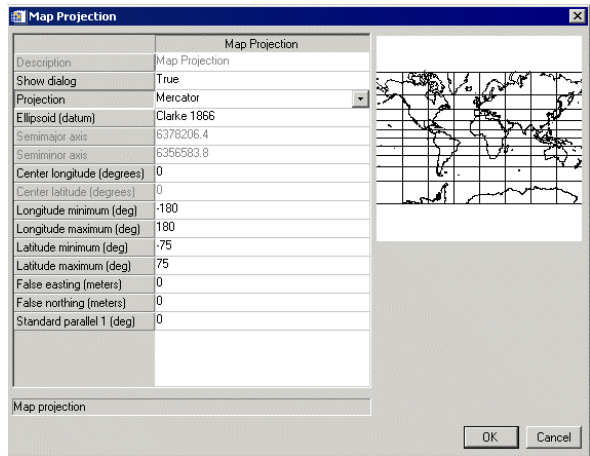 Map Projection
Map Projection
Description Map Projection
Show dialog True
Projection Mercator
Ellipsoid (datum) Clarke 1866
Semimajor axis 6378206.4
Semiminor axis 6356583.8
Center longitude (degrees) 0
Center latitude (degrees) 0
Longitude minimum (deg) -180
Longitude maximum (deg) 180
Latitude minimum (deg) -75
Latitude maximum (deg) 75
False easting (meters) 0
False northing (meters) 0
Standard parallel 1 (deg) 0
Map projection
OK Cancel